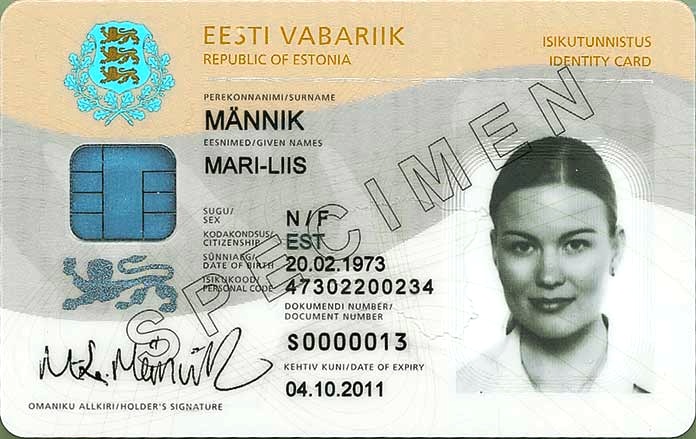 EESTI VABARIIK
REPUBLIC OF ESTONIA
ISIKUTUNNISTUS
IDENTITY CARD
PEREKONNANIMI/SURNAME
MÄNNIK
EESNIMED/GIVEN NAMES
MARI-LIIS
SUGU/
SEX
N/F
KODAKONDSUS/
CITIZENSHIP
EST
SÜNNIAEG/
DATE OF BIRTH
20.02.1973
ISIKUKOOD/
PERSONAL CODE
47302200234
DOKUMENDI NUMBER/
DOCUMENT NUMBER
S0000013
KEHTIV KUNI/DATE OF EXPIRY
04.10.2011
OMANIKU ALLKIRI/HOLDER'S SIGNATURE
SPECIMEN